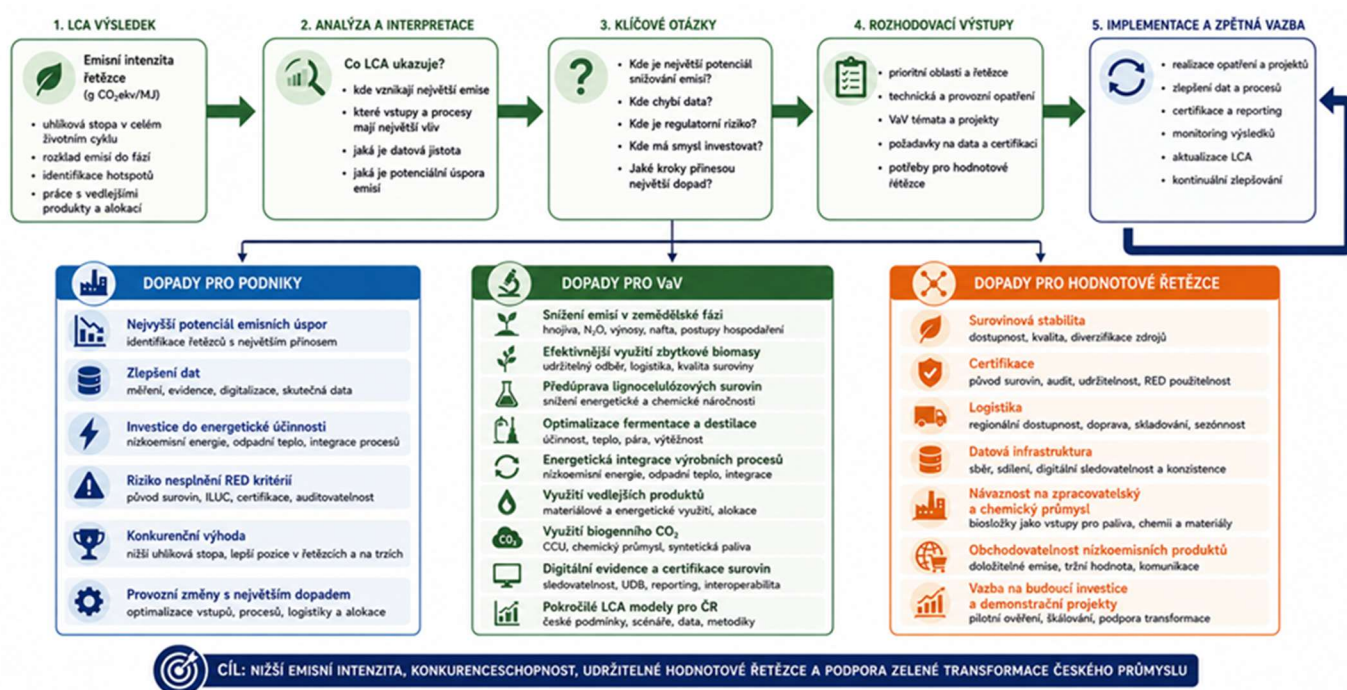 1. LCA VÝSLEDEK
Emisní intenzita
řetězce
(g CO₂ekv/MJ)
• uhlíková stopa v celém
životním cyklu
• rozklad emisí do fází
• identifikace hotspotů
• práce s vedlejšími
produkty a alokací
2. ANALÝZA A INTERPRETACE
Co LCA ukazuje?
• kde vznikají největší emise
• které vstupy a procesy
mají největší vliv
• jaká je datová jistota
• jaká je potenciální úspora
emisí
3. KLÍČOVÉ OTÁZKY
?
• Kde je největší potenciál
snižování emisí?
• Kde chybí data?
• Kde je regulatorní riziko?
• Kde má smysl investovat?
• Jaké kroky přinesou
největší dopad?
4. ROZHODOVACÍ VÝSTUPY
• prioritní oblasti a řetězce
• technická a provozní opatření
• VaV témata a projekty
• požadavky na data a certifikaci
• potřeby pro hodnotové
řětězce
5. IMPLEMENTACE A ZPĚTNÁ VAZBA
• realizace opatření a projektů
• zlepšení dat a procesů
• certifikace a reporting
• monitoring výsledků
• aktualizace LCA
• kontinuální zlepšování
DOPADY PRO PODNIKY
Nejvyšší potenciál emisních úspor
identifikace řetězců s největším přínosem
Zlepšení dat
měření, evidence, digitalizace, skutečná data
Investice do energetické účinnosti
nízkoemisní energie, odpadní teplo, integrace procesů
Riziko nesplnění RED kritérií
původ surovin, ILUC, certifikace, auditovatelnost
Konkurenční výhoda
nižší uhlíková stopa, lepší pozice v řetězcích a na trzích
Provozní změny s největším dopadem
optimalizace vstupů, procesů, logistiky a alokace
DOPADY PRO VaV
Snížení emisí v zemědělské fázi
hnojiva, N₂O, výnosy, nafta, postupy hospodaření
Efektivnější využití zbytkové biomasy
udržitelný odběr, logistika, kvalita suroviny
Předúprava lignocelulózových surovin
snížení energetické a chemické náročnosti
Optimalizace fermentace a destilace
účinnost, teplo, pára, výtěžnost
Energetická integrace výrobních procesů
nízkoemisní energie, odpadní teplo, integrace
Využití vedlejších produktů
materiálové a energetické využití, alokace
CO₂
Využití biogenního CO₂
CCU, chemický průmysl, syntetická paliva
Digitální evidence a certifikace surovin
sledovatelnost, UDB, reporting, interoperabilita
Pokročilé LCA modely pro ČR
české podmínky, scénáře, data, metodiky
DOPADY PRO HODNOTOVÉ ŘETĚZCE
Surovinová stabilita
dostupnost, kvalita, diverzifikace zdrojů
Certifikace
původ surovin, audit, udržitelnost, RED použitelnost
Logistika
regionální dostupnost, doprava, skladování, sezónnost
Datová infrastruktura
sběr, sdílení, digitální sledovatelnost a konzistence
Návaznost na zpracovatelský
a chemický průmysl
biosložky jako vstupy pro paliva, chemii a materiály
Obchodovatelnost nízkoemisních produktů
doložitelné emise, tržní hodnota, komunikace
Vazba na budoucí investice
a demonstrační projekty
pilotní ověření, škálování, podpora transformace
CÍL: NIŽŠÍ EMISNÍ INTENZITA, KONKURENCESCHOPNOST, UDRŽITELNÉ HODNOTOVÉ ŘETĚZCE A PODPORA ZELENÉ TRANSFORMACE ČESKÉHO PRŮMYSLU